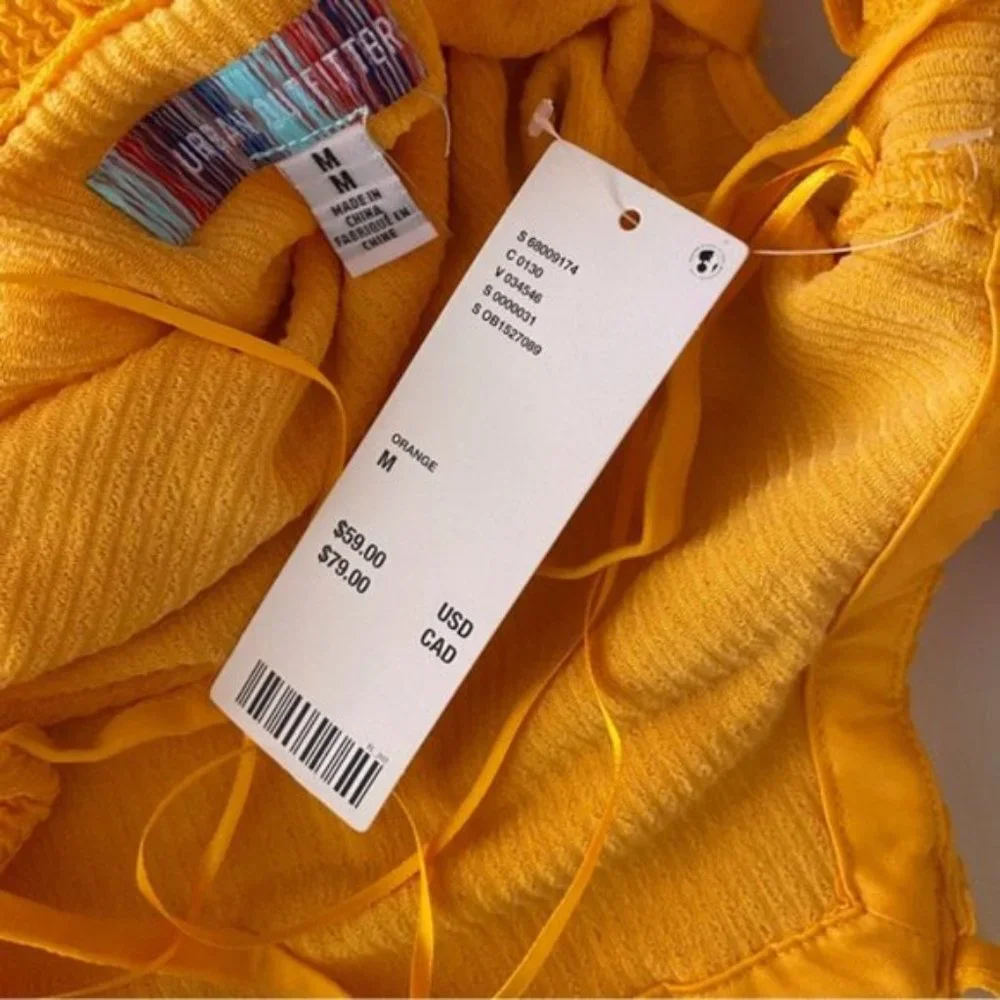 URBAN OUTFITTER
M
M
MADE IN
CHINA
FABRIQUÉ EN
CHINE
S 68009174
C 0130
V 034546
S 0000031
S OB1527089
ORANGE
M
$59.00 USD
$79.00 CAD